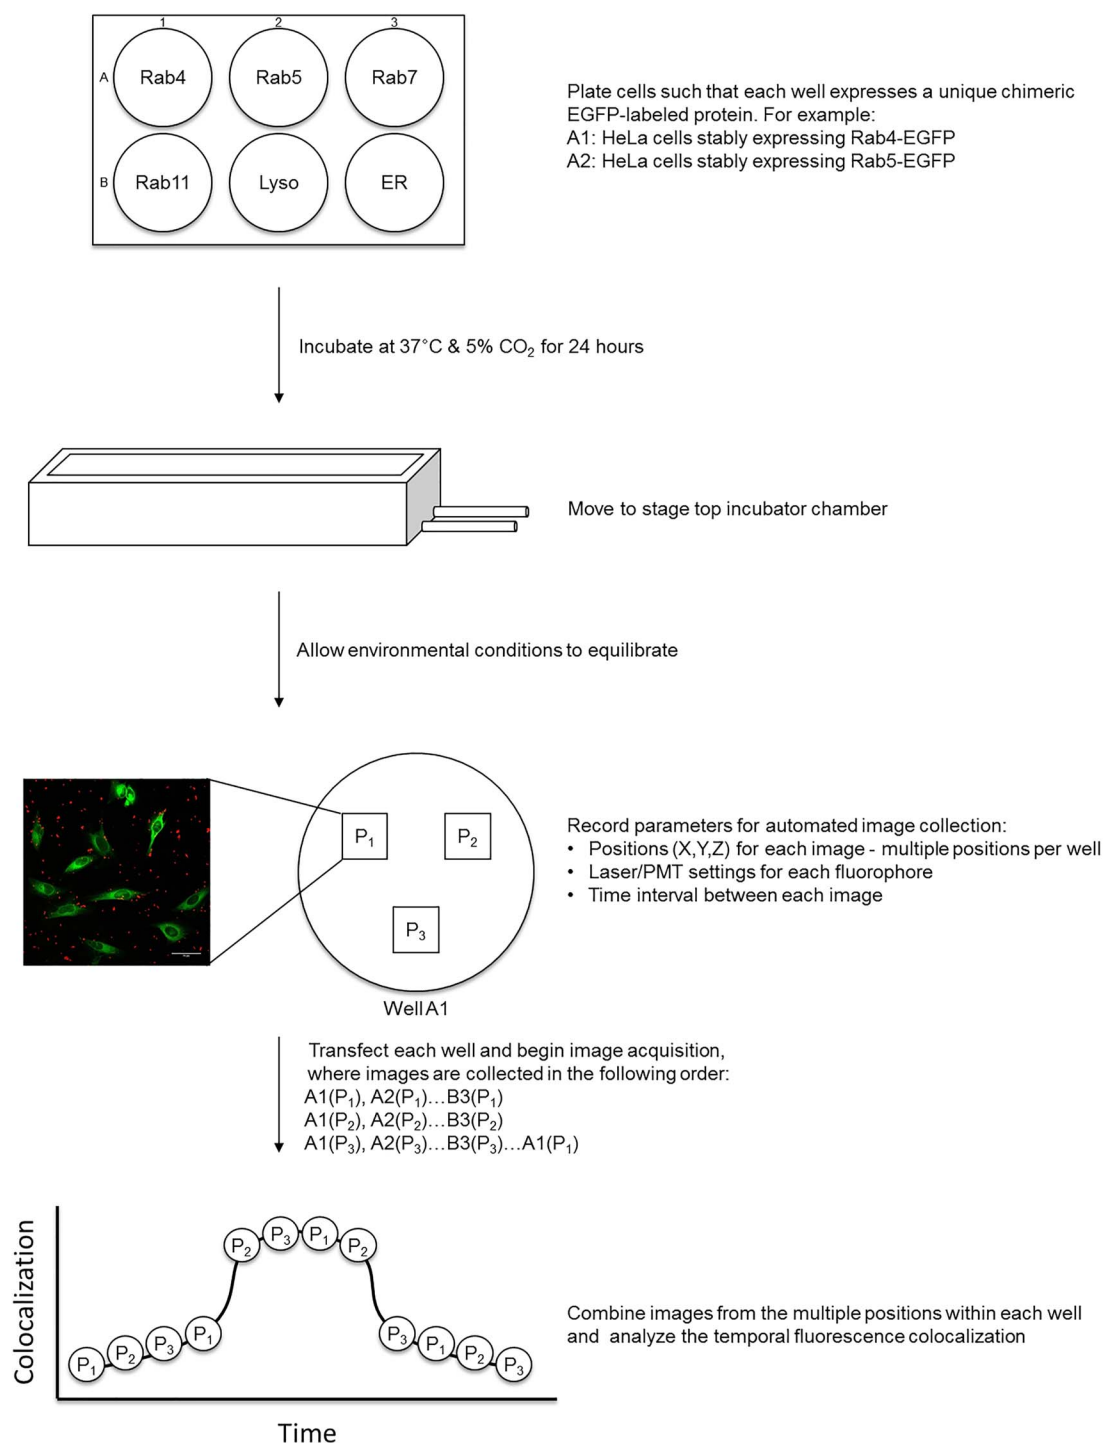 1 2 3
A Rab4 Rab5 Rab7
B Rab11 Lyso ER
Plate cells such that each well expresses a unique chimeric
EGFP-labeled protein. For example:
A1: HeLa cells stably expressing Rab4-EGFP
A2: HeLa cells stably expressing Rab5-EGFP
Incubate at 37°C & 5% CO₂ for 24 hours
Move to stage top incubator chamber
Allow environmental conditions to equilibrate
P₁ P₂
P₃
Well A1
Record parameters for automated image collection:
• Positions (X,Y,Z) for each image - multiple positions per well
• Laser/PMT settings for each fluorophore
• Time interval between each image
Transfect each well and begin image acquisition,
where images are collected in the following order:
A1(P₁), A2(P₁)…B3(P₁)
A1(P₂), A2(P₂)…B3(P₂)
A1(P₃), A2(P₃)…B3(P₃)…A1(P₁)
Colocalization
P₁ P₂ P₃ P₁ P₂ P₃ P₁ P₂ P₃ P₁ P₂ P₃
Time
Combine images from the multiple positions within each well
and analyze the temporal fluorescence colocalization